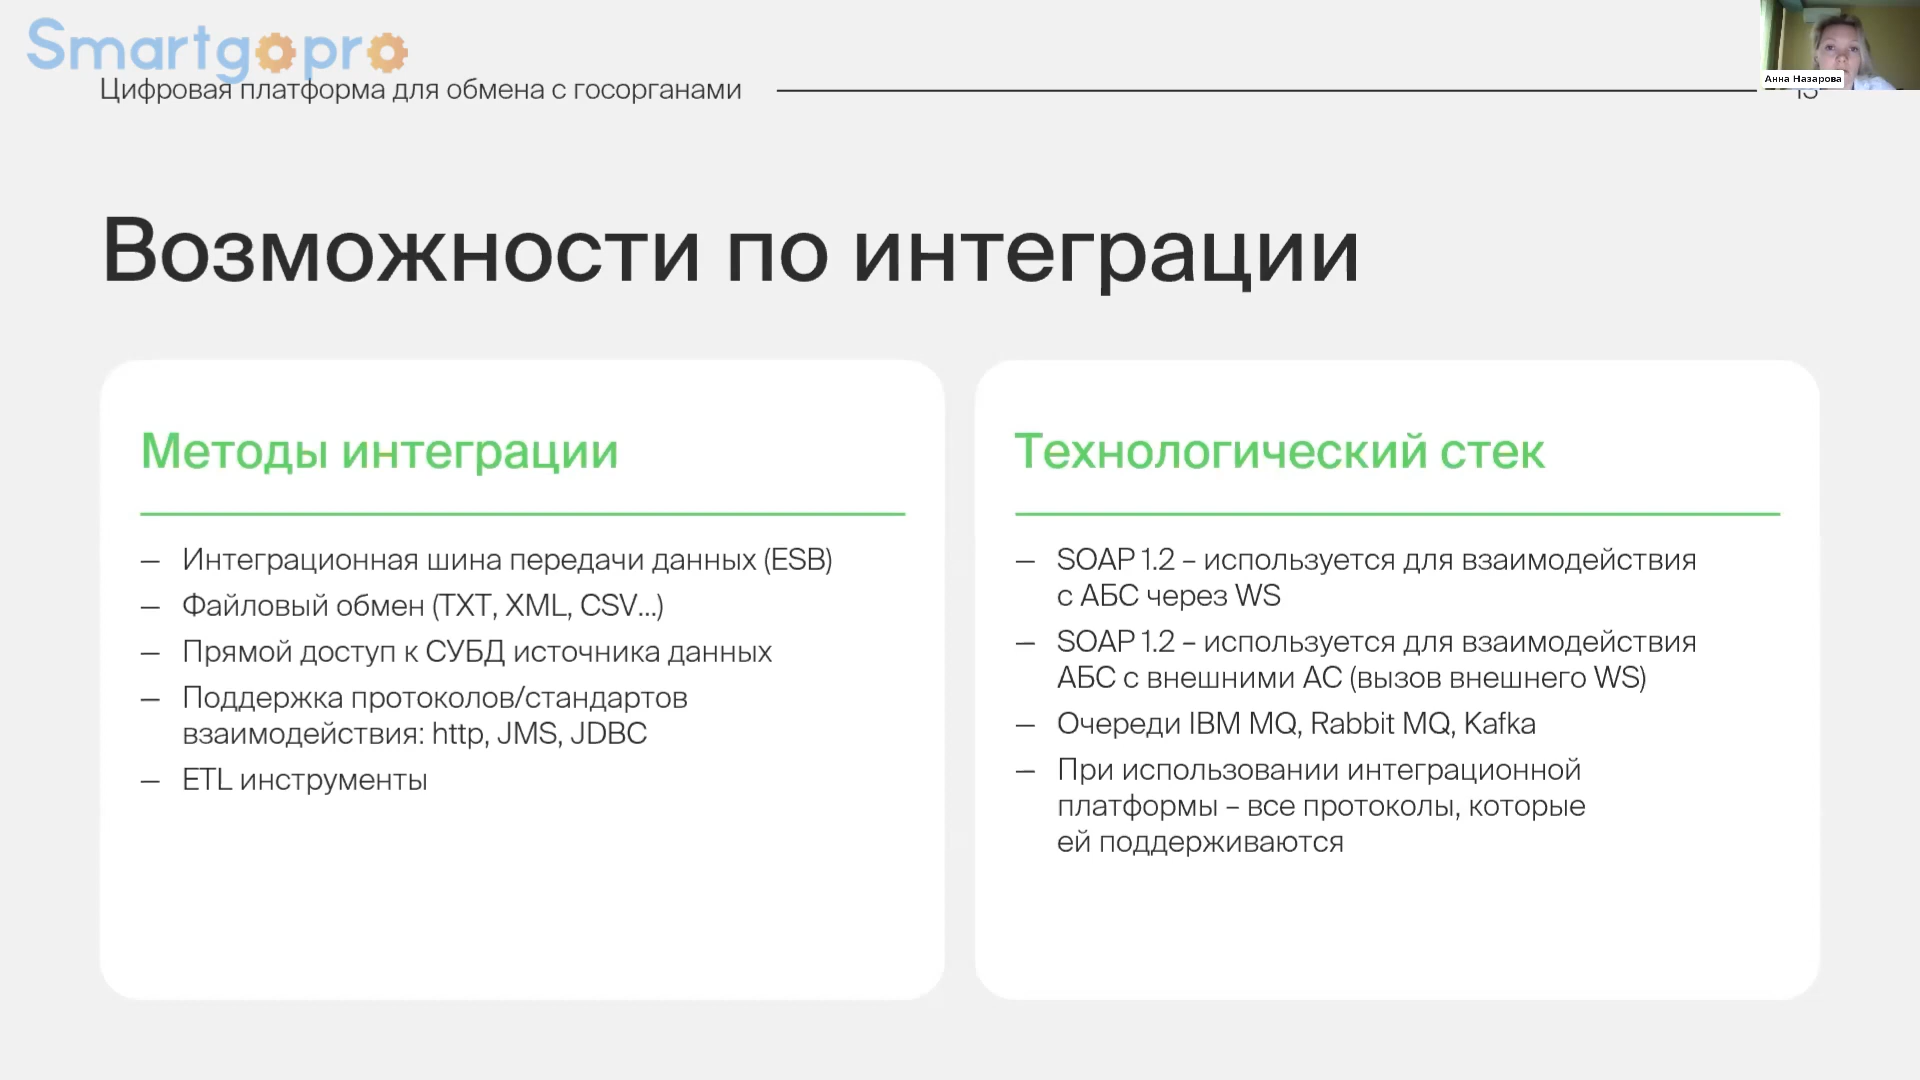 Smartgopro
Анна Назарова
Цифровая платформа для обмена с госорганами
Возможности по интеграции
Методы интеграции
— Интеграционная шина передачи данных (ESB)
— Файловый обмен (TXT, XML, CSV...)
— Прямой доступ к СУБД источника данных
— Поддержка протоколов/стандартов
взаимодействия: http, JMS, JDBC
— ETL инструменты
Технологический стек
— SOAP 1.2 – используется для взаимодействия
с АБС через WS
— SOAP 1.2 – используется для взаимодействия
АБС с внешними АС (вызов внешнего WS)
— Очереди IBM MQ, Rabbit MQ, Kafka
— При использовании интеграционной
платформы – все протоколы, которые
ей поддерживаются